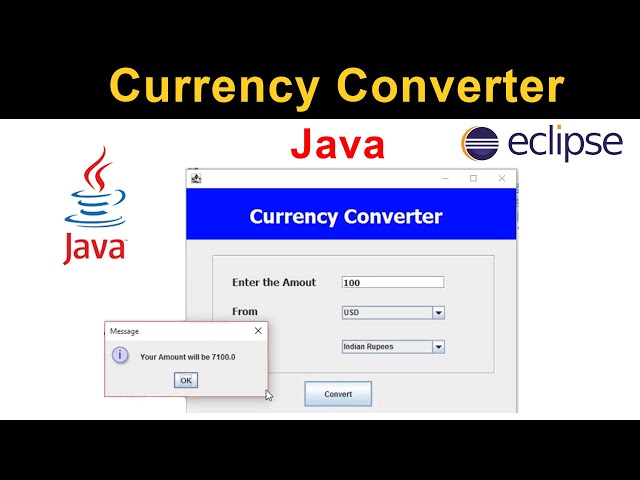 Currency Converter
Java
eclipse
Java
Currency Converter
Enter the Amout
100
From
USD
Indian Rupees
Convert
Message
Your Amount will be 7100.0
OK